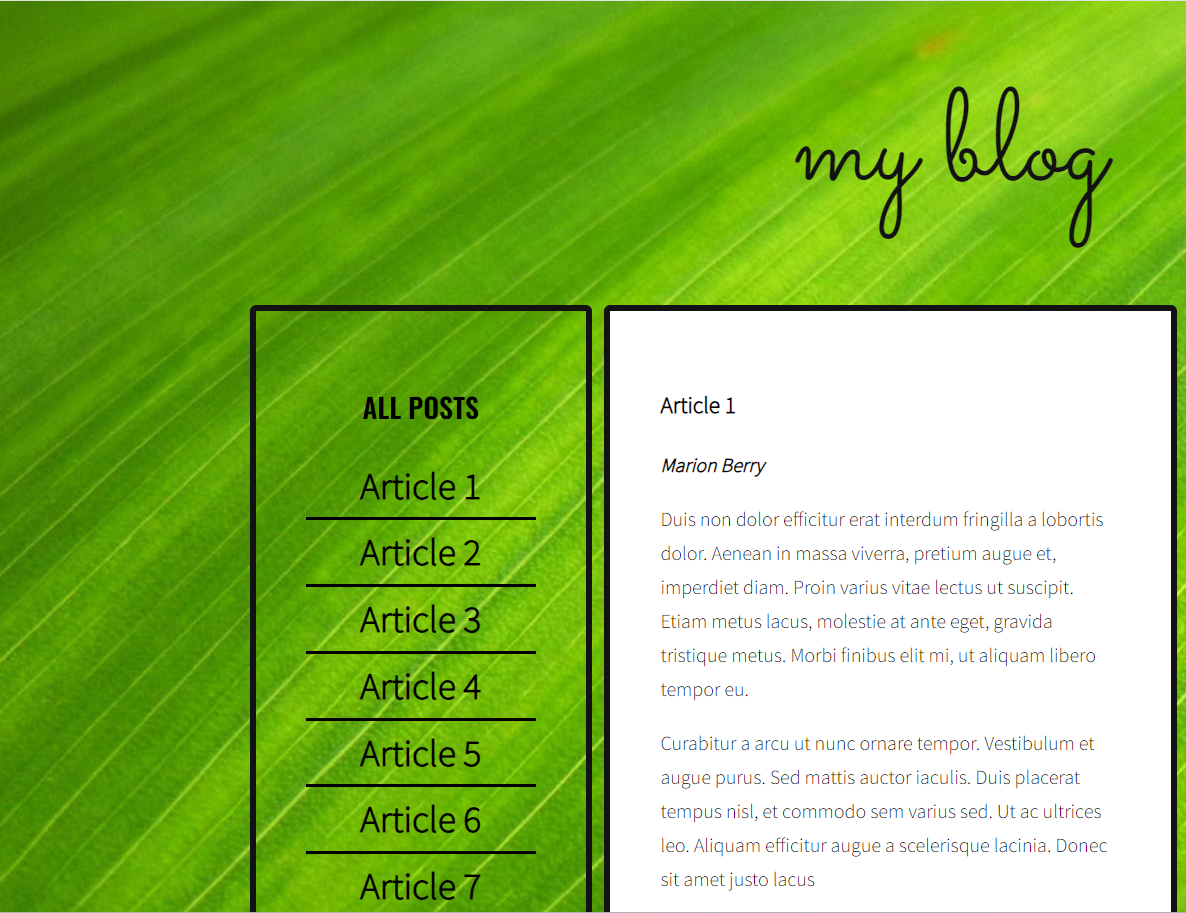 my blog
ALL POSTS
Article 1
Article 2
Article 3
Article 4
Article 5
Article 6
Article 7
Article 1
Marion Berry
Duis non dolor efficitur erat interdum fringilla a lobortis
dolor. Aenean in massa viverra, pretium augue et,
imperdiet diam. Proin varius vitae lectus ut suscipit.
Etiam metus lacus, molestie at ante eget, gravida
tristique metus. Morbi finibus elit mi, ut aliquam libero
tempor eu.
Curabitur a arcu ut nunc ornare tempor. Vestibulum et
augue purus. Sed mattis auctor iaculis. Duis placerat
tempus nisl, et commodo sem varius sed. Ut ac ultrices
leo. Aliquam efficitur augue a scelerisque lacinia. Donec
sit amet justo lacus